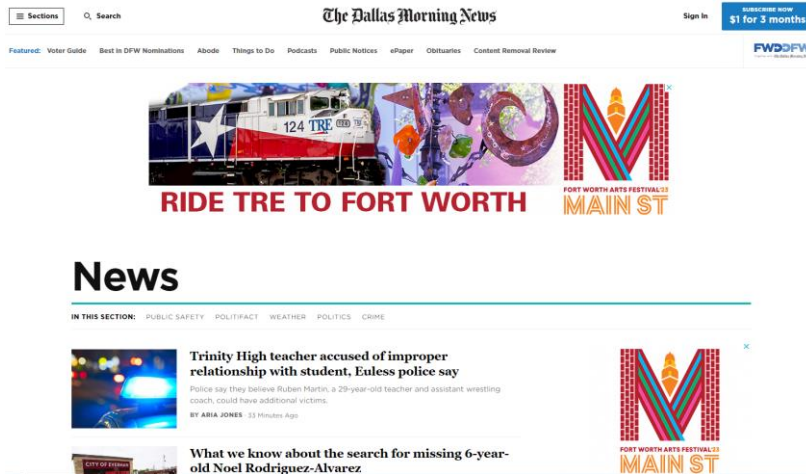 Sections
Search
The Dallas Morning News
Sign In
SUBSCRIBE NOW
$1 for 3 months
Featured: Voter Guide Best in DFW Nominations Abode Things to Do Podcasts Public Notices ePaper Obituaries Content Removal Review
FWD>DFW
124 TRE
RIDE TRE TO FORT WORTH
FORT WORTH ARTS FESTIVAL'23
MAIN ST
News
IN THIS SECTION: PUBLIC SAFETY POLITIFACT WEATHER POLITICS CRIME
Trinity High teacher accused of improper
relationship with student, Euless police say
Police say they believe Ruben Martin, a 29-year-old teacher and assistant wrestling
coach, could have additional victims.
BY ARIA JONES 33 Minutes Ago
FORT WORTH ARTS FESTIVAL'23
MAIN ST
CITY OF EVERMAN
What we know about the search for missing 6-year-
old Noel Rodriguez-Alvarez